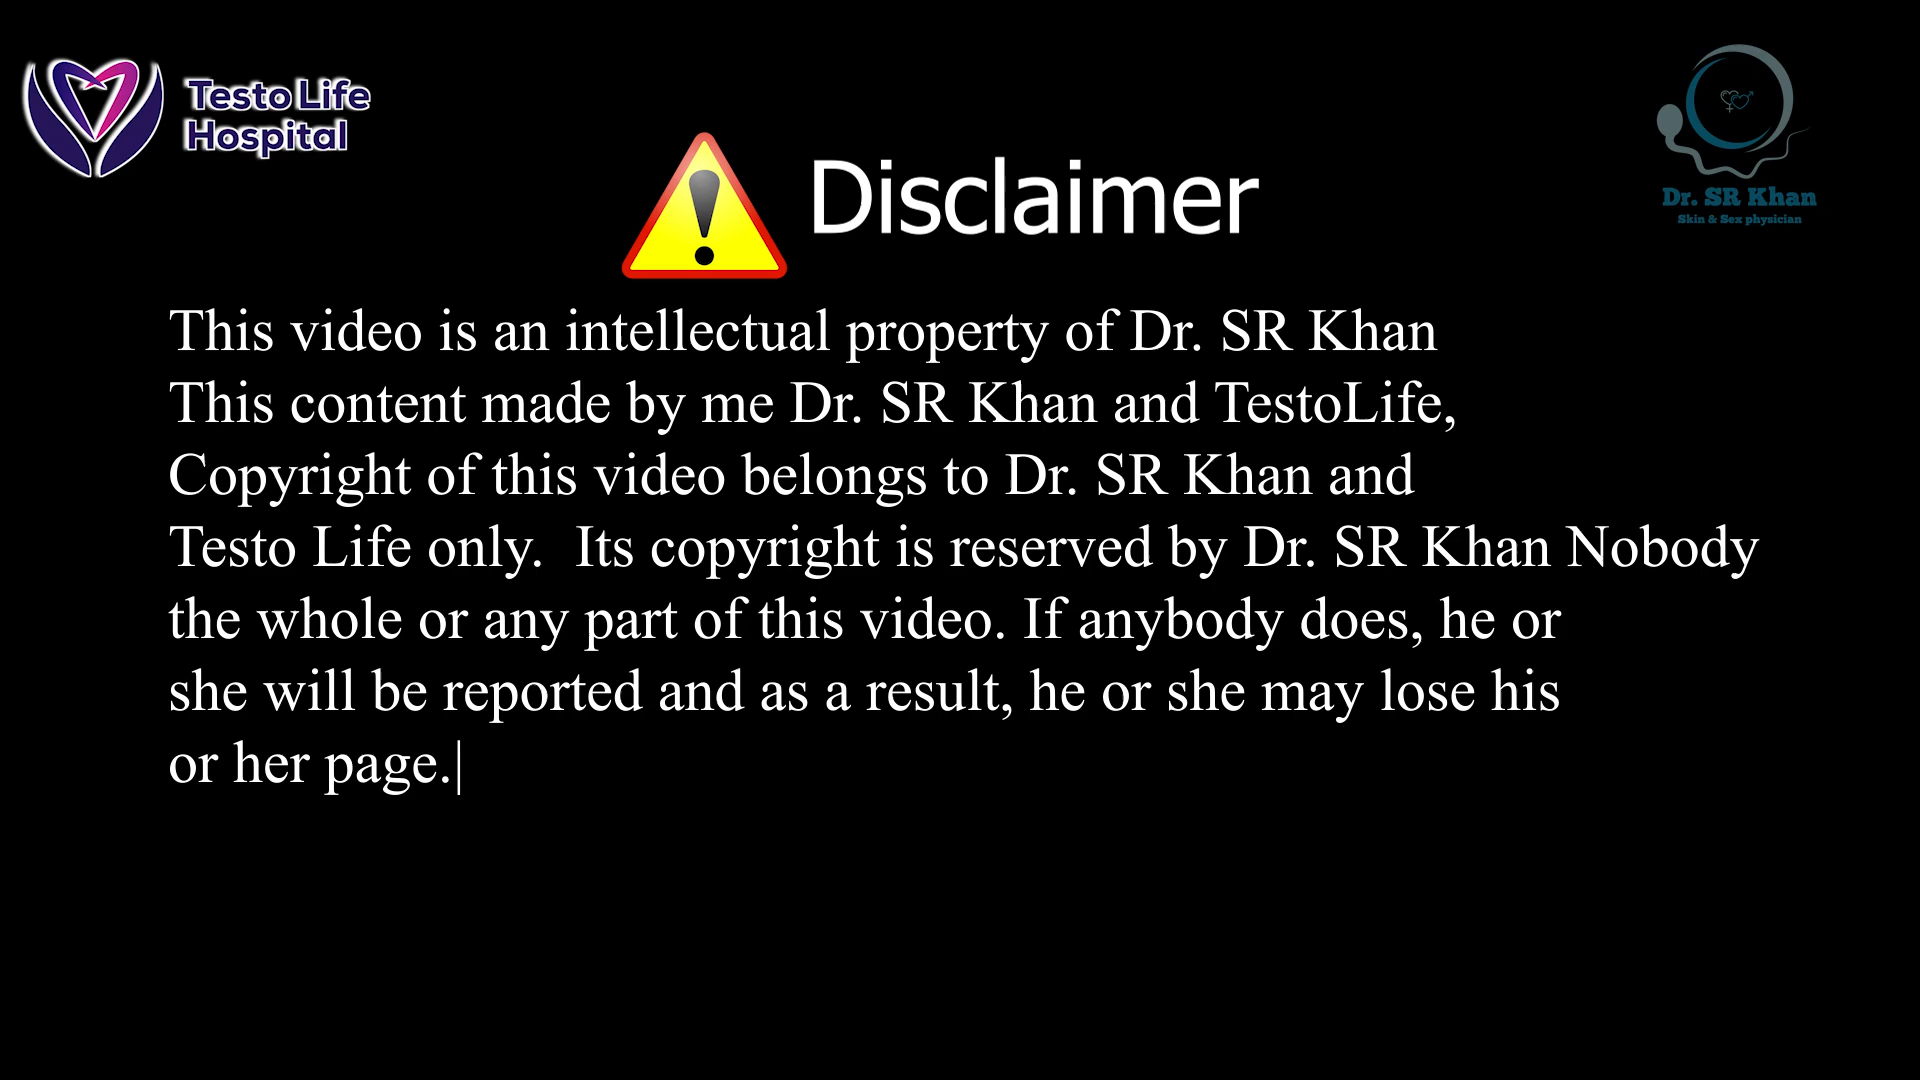 Testo Life
Hospital
Dr. SR Khan
Skin & Sex physician
Disclaimer
This video is an intellectual property of Dr. SR Khan
This content made by me Dr. SR Khan and TestoLife,
Copyright of this video belongs to Dr. SR Khan and
Testo Life only.  Its copyright is reserved by Dr. SR Khan Nobody
the whole or any part of this video. If anybody does, he or
she will be reported and as a result, he or she may lose his
or her page.